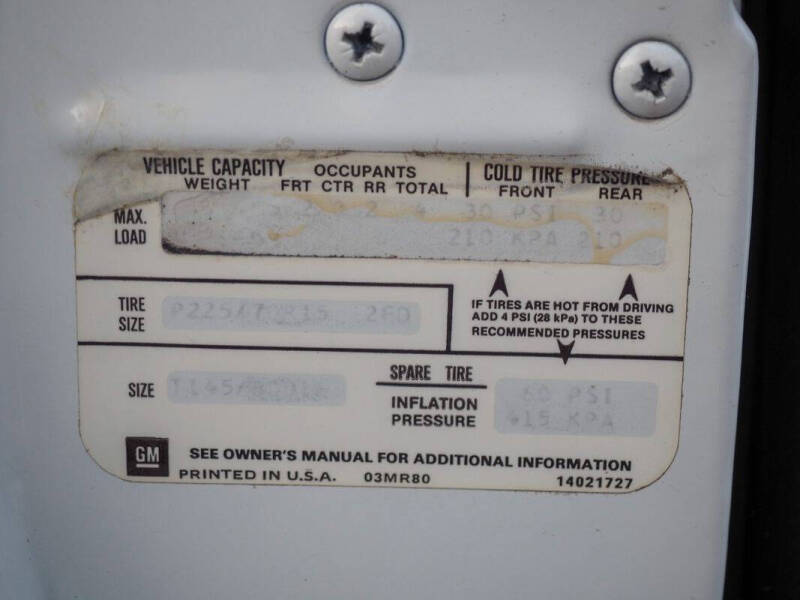 VEHICLE CAPACITY OCCUPANTS COLD TIRE PRESSURE
WEIGHT FRT CTR RR TOTAL FRONT REAR
MAX. 2 30 PSI 30
LOAD 210 KPA 210
TIRE
SIZE
IF TIRES ARE HOT FROM DRIVING
ADD 4 PSI (28 kPa) TO THESE
RECOMMENDED PRESSURES
SPARE TIRE
SIZE
INFLATION 60 PSI
PRESSURE 415 KPA
GM SEE OWNER'S MANUAL FOR ADDITIONAL INFORMATION
PRINTED IN U.S.A. 03MR80 14021727